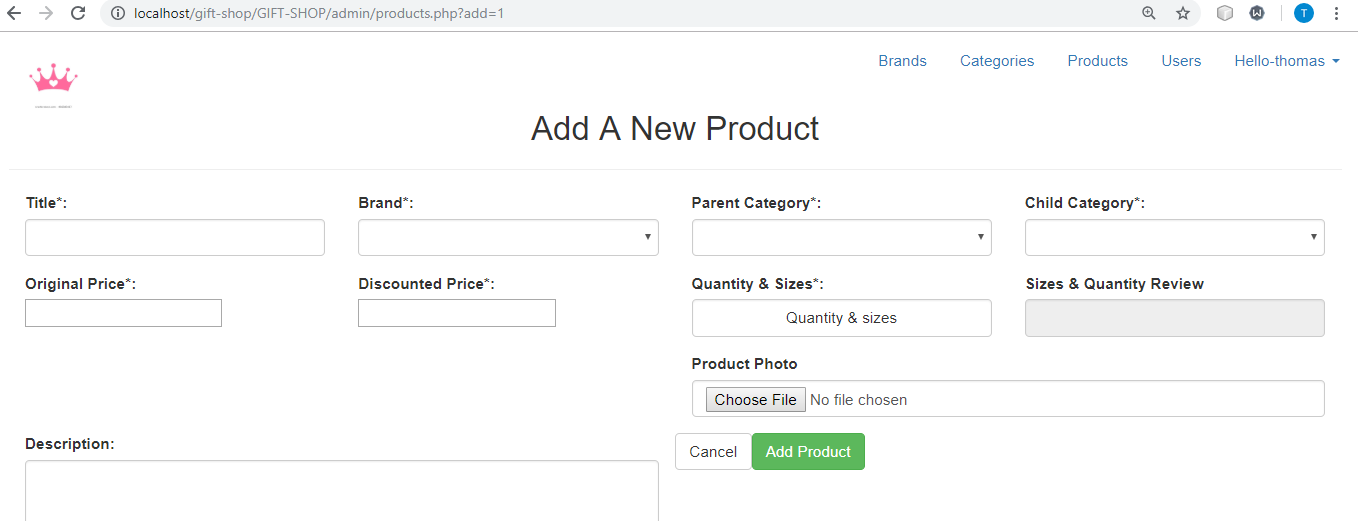 localhost/gift-shop/GIFT-SHOP/admin/products.php?add=1
T
Brands Categories Products Users Hello-thomas
Add A New Product
Title*: Brand*: Parent Category*: Child Category*:
Original Price*: Discounted Price*: Quantity & Sizes*: Sizes & Quantity Review
Quantity & sizes
Product Photo
Choose File No file chosen
Description: Cancel Add Product